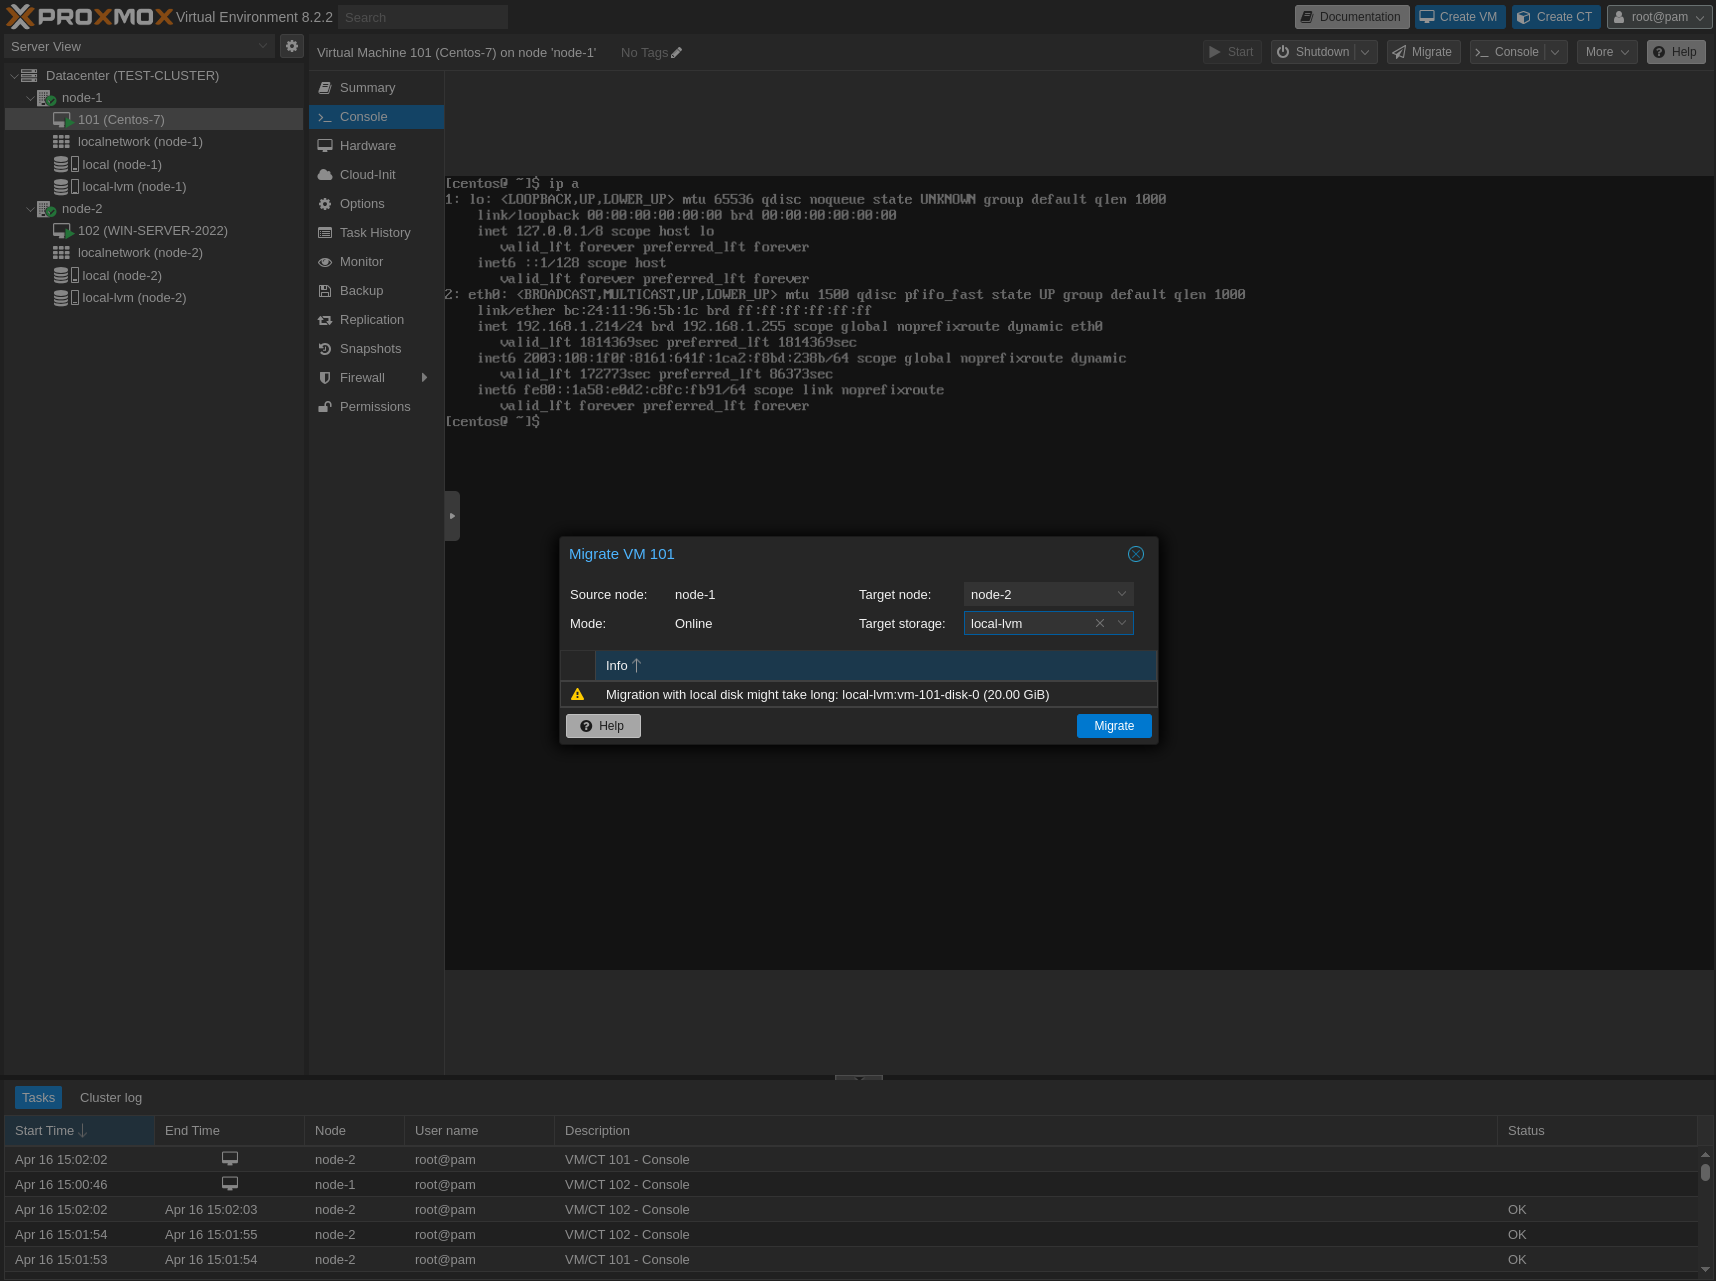 PROXMOX Virtual Environment 8.2.2 Search Documentation Create VM Create CT root@pam
Server View
Virtual Machine 101 (Centos-7) on node 'node-1' No Tags Start Shutdown Migrate Console More Help
Datacenter (TEST-CLUSTER)
node-1
101 (Centos-7)
localnetwork (node-1)
local (node-1)
local-lvm (node-1)
node-2
102 (WIN-SERVER-2022)
localnetwork (node-2)
local (node-2)
local-lvm (node-2)
Summary
Console
Hardware
Cloud-Init
Options
Task History
Monitor
Backup
Replication
Snapshots
Firewall
Permissions
[centos@ ~]$ ip a
1: lo: <LOOPBACK,UP,LOWER_UP> mtu 65536 qdisc noqueue state UNKNOWN group default qlen 1000
link/loopback 00:00:00:00:00:00 brd 00:00:00:00:00:00
inet 127.0.0.1/8 scope host lo
valid_lft forever preferred_lft forever
inet6 ::1/128 scope host
valid_lft forever preferred_lft forever
2: eth0: <BROADCAST,MULTICAST,UP,LOWER_UP> mtu 1500 qdisc pfifo_fast state UP group default qlen 1000
link/ether bc:24:11:96:5b:1c brd ff:ff:ff:ff:ff:ff
inet 192.168.1.214/24 brd 192.168.1.255 scope global noprefixroute dynamic eth0
valid_lft 1814369sec preferred_lft 1814369sec
inet6 2003:108:1f0f:8161:641f:1ca2:f8bd:238b/64 scope global noprefixroute dynamic
valid_lft 172773sec preferred_lft 86373sec
inet6 fe80::1a58:e0d2:c8fc:fb91/64 scope link noprefixroute
valid_lft forever preferred_lft forever
[centos@ ~]$
Migrate VM 101
Source node: node-1 Target node: node-2
Mode: Online Target storage: local-lvm
Info
Migration with local disk might take long: local-lvm:vm-101-disk-0 (20.00 GiB)
Help Migrate
Tasks Cluster log
Start Time End Time Node User name Description Status
Apr 16 15:02:02 node-2 root@pam VM/CT 101 - Console
Apr 16 15:00:46 node-1 root@pam VM/CT 102 - Console
Apr 16 15:02:02 Apr 16 15:02:03 node-2 root@pam VM/CT 102 - Console OK
Apr 16 15:01:54 Apr 16 15:01:55 node-2 root@pam VM/CT 102 - Console OK
Apr 16 15:01:53 Apr 16 15:01:54 node-2 root@pam VM/CT 101 - Console OK